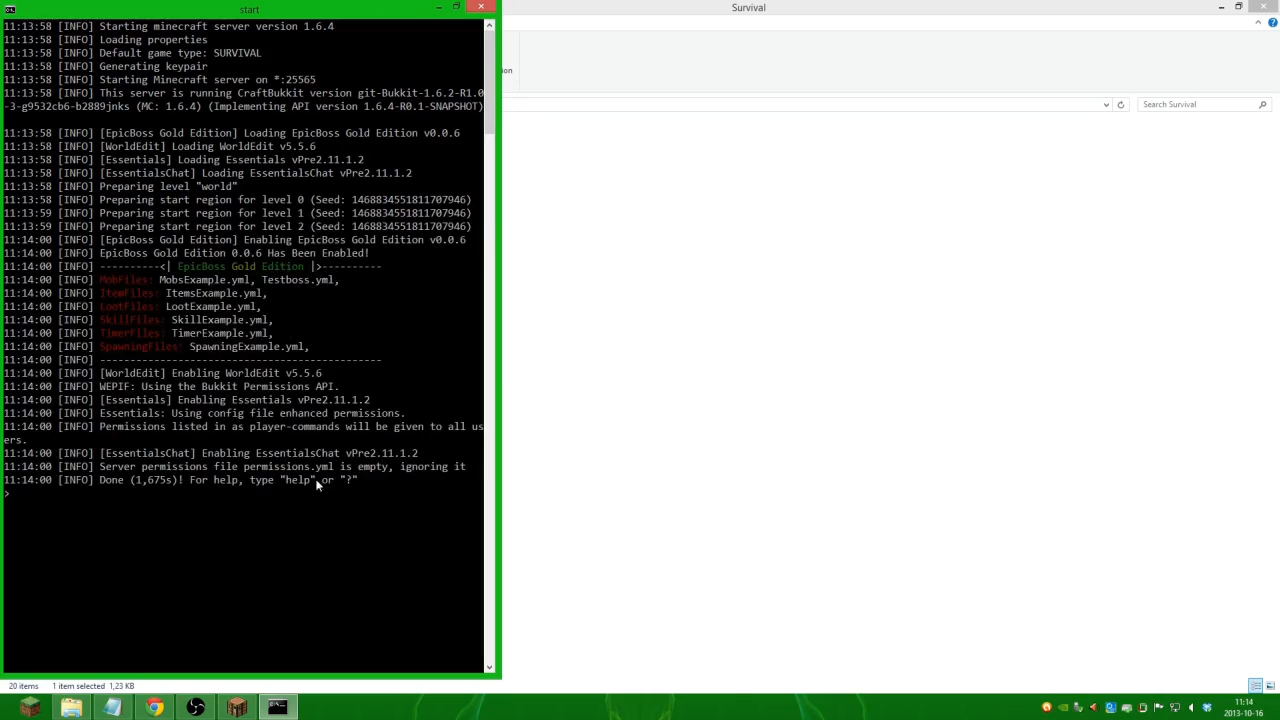 start
Survival
11:13:58 [INFO] Starting minecraft server version 1.6.4
11:13:58 [INFO] Loading properties
11:13:58 [INFO] Default game type: SURVIVAL
11:13:58 [INFO] Generating keypair
11:13:58 [INFO] Starting Minecraft server on *:25565
11:13:58 [INFO] This server is running CraftBukkit version git-Bukkit-1.6.2-R1.0
-3-g9532cb6-b2889jnks (MC: 1.6.4) (Implementing API version 1.6.4-R0.1-SNAPSHOT)
11:13:58 [INFO] [EpicBoss Gold Edition] Loading EpicBoss Gold Edition v0.0.6
11:13:58 [INFO] [WorldEdit] Loading WorldEdit v5.5.6
11:13:58 [INFO] [Essentials] Loading Essentials vPre2.11.1.2
11:13:58 [INFO] [EssentialsChat] Loading EssentialsChat vPre2.11.1.2
11:13:58 [INFO] Preparing level "world"
11:13:58 [INFO] Preparing start region for level 0 (Seed: 1468834551811707946)
11:13:59 [INFO] Preparing start region for level 1 (Seed: 1468834551811707946)
11:13:59 [INFO] Preparing start region for level 2 (Seed: 1468834551811707946)
11:14:00 [INFO] [EpicBoss Gold Edition] Enabling EpicBoss Gold Edition v0.0.6
11:14:00 [INFO] EpicBoss Gold Edition 0.0.6 Has Been Enabled!
11:14:00 [INFO] ----------<| EpicBoss Gold Edition |>----------
11:14:00 [INFO] MobFiles: MobsExample.yml, Testboss.yml,
11:14:00 [INFO] ItemFiles: ItemsExample.yml,
11:14:00 [INFO] LootFiles: LootExample.yml,
11:14:00 [INFO] SkillFiles: SkillExample.yml,
11:14:00 [INFO] TimerFiles: TimerExample.yml,
11:14:00 [INFO] SpawningFiles: SpawningExample.yml,
11:14:00 [INFO] -----------------------------------------------
11:14:00 [INFO] [WorldEdit] Enabling WorldEdit v5.5.6
11:14:00 [INFO] WEPIF: Using the Bukkit Permissions API.
11:14:00 [INFO] [Essentials] Enabling Essentials vPre2.11.1.2
11:14:00 [INFO] Essentials: Using config file enhanced permissions.
11:14:00 [INFO] Permissions listed in as player-commands will be given to all us
ers.
11:14:00 [INFO] [EssentialsChat] Enabling EssentialsChat vPre2.11.1.2
11:14:00 [INFO] Server permissions file permissions.yml is empty, ignoring it
11:14:00 [INFO] Done (1,675s)! For help, type "help" or "?"
>
on
Search Survival
20 items 1 item selected 1,23 KB
11:14
2013-10-16